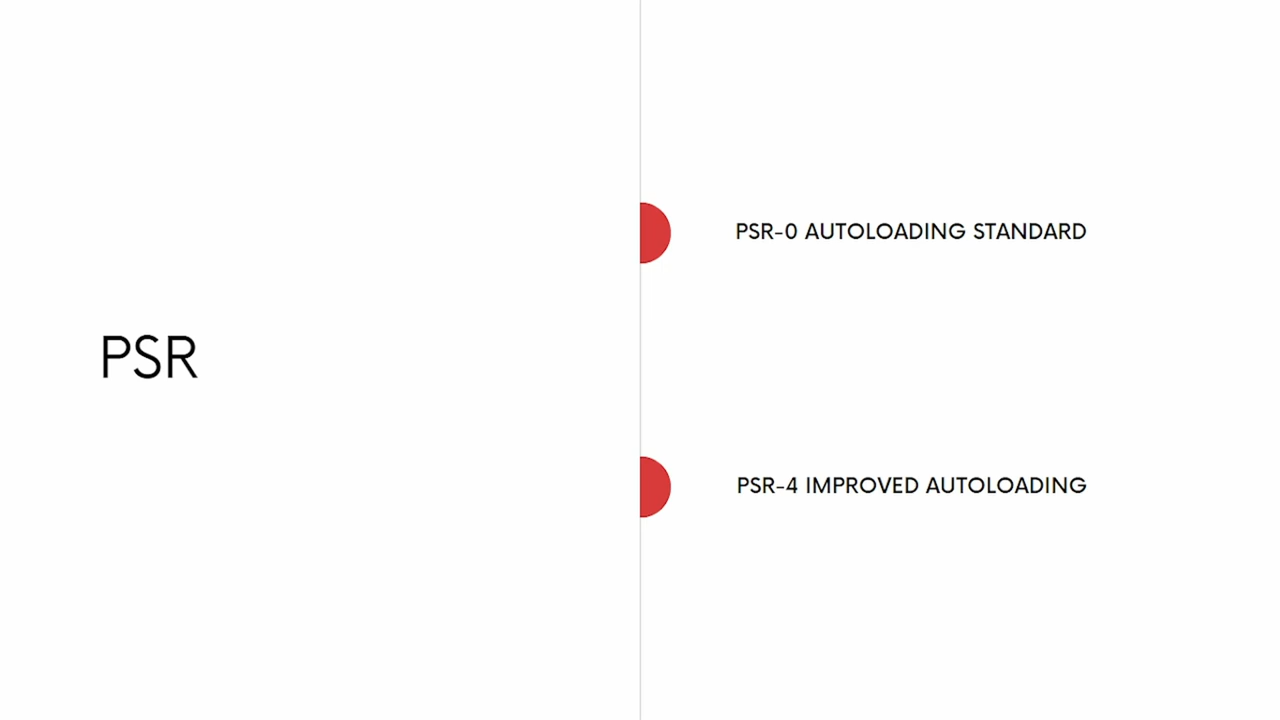 PSR
PSR-0 AUTOLOADING STANDARD
PSR-4 IMPROVED AUTOLOADING